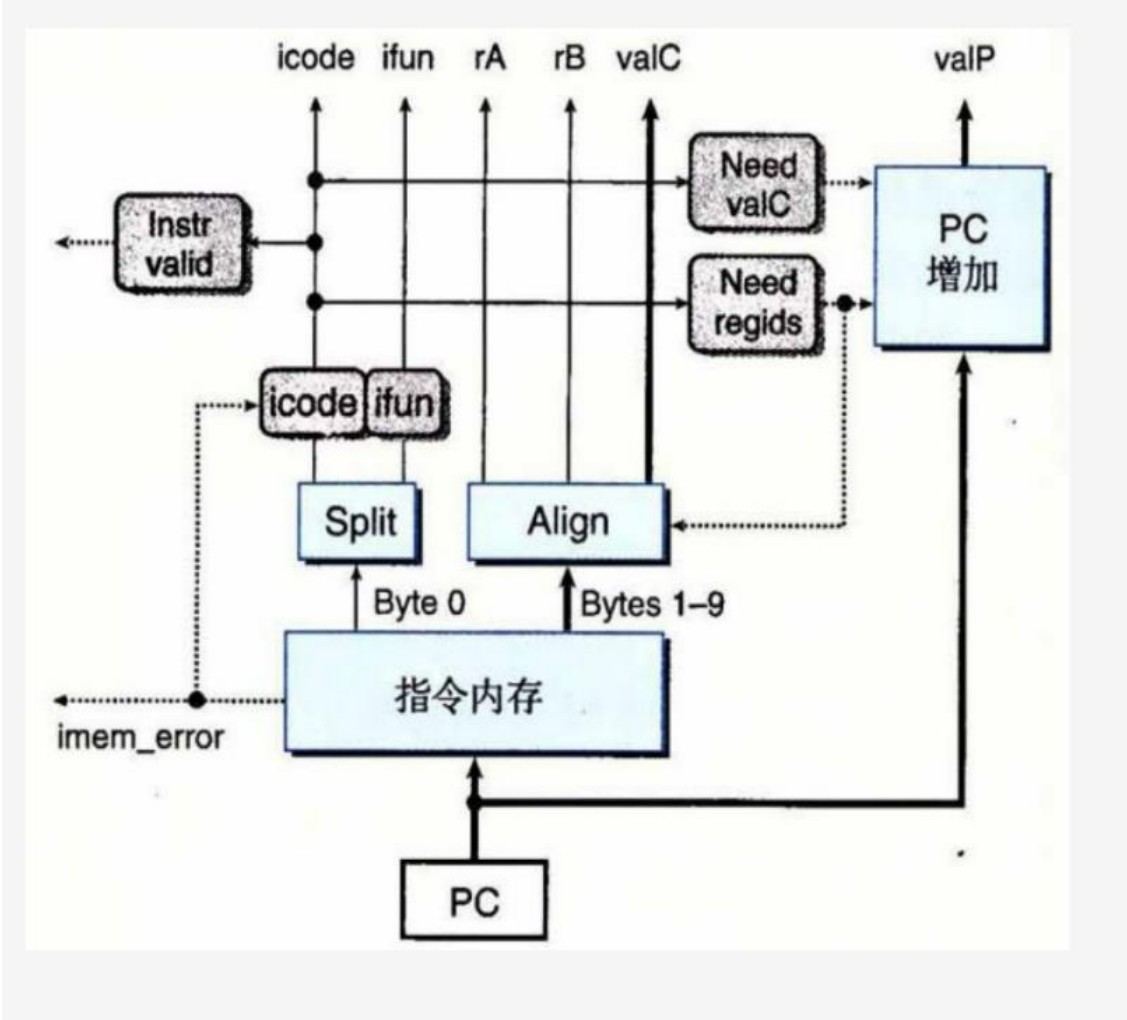 icode ifun rA rB valC valP
Need
valC
Instr
valid
PC
增加
Need
regids
icode ifun
Split
Align
Byte 0
Bytes 1–9
指令内存
imem_error
PC